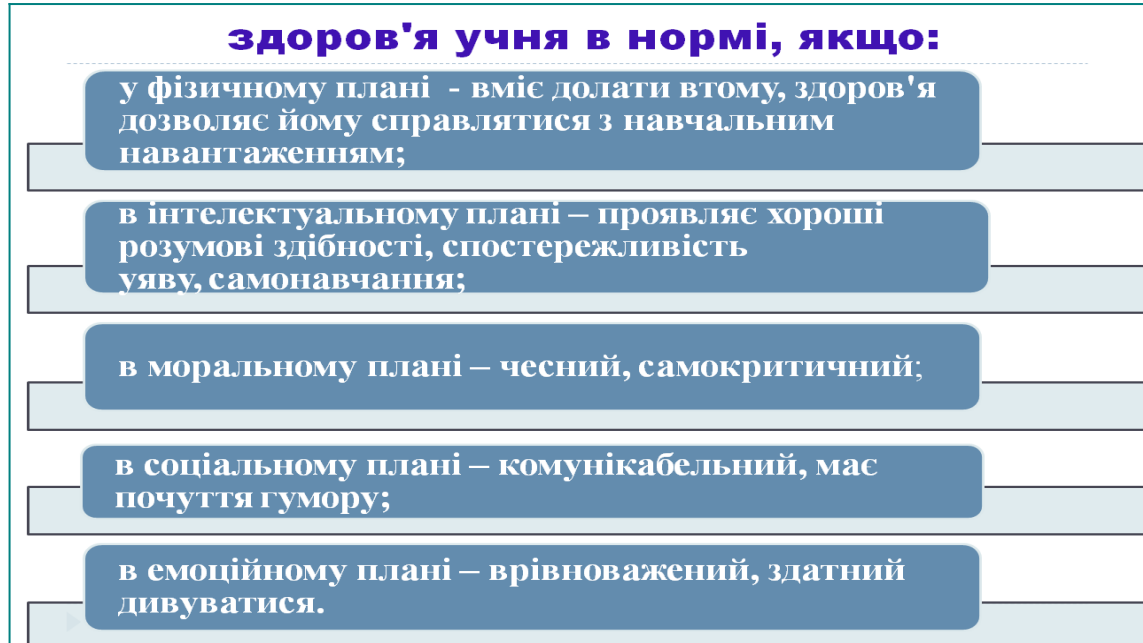 здоров'я учня в нормі, якщо:
у фізичному плані - вміє долати втому, здоров'я
дозволяє йому справлятися з навчальним
навантаженням;
в інтелектуальному плані – проявляє хороші
розумові здібності, спостережливість
уяву, самонавчання;
в моральному плані – чесний, самокритичний;
в соціальному плані – комунікабельний, має
почуття гумору;
в емоційному плані – врівноважений, здатний
дивуватися.